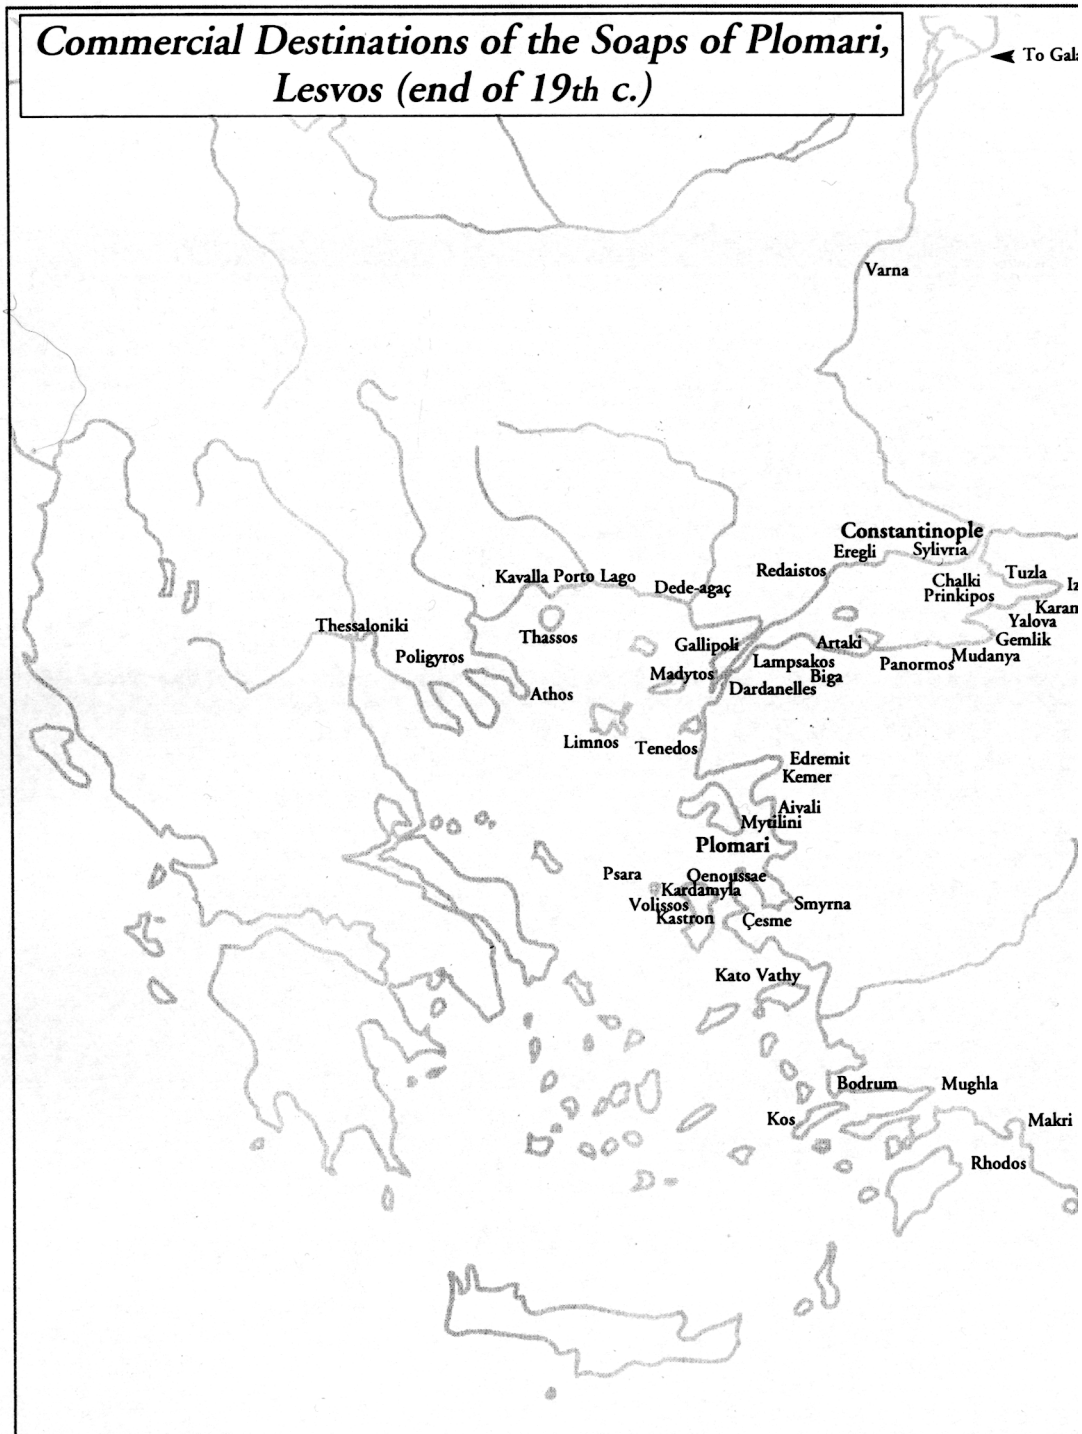 Commercial Destinations of the Soaps of Plomari,
Lesvos (end of 19th c.)
To Gala
Varna
Constantinople
Eregli
Sylivria
Redaistos
Chalki
Prinkipos
Tuzla
Iz
Karam
Yalova
Gemlik
Mudanya
Panormos
Artaki
Biga
Lampsakos
Dardanelles
Gallipoli
Madytos
Dede-agaç
Kavalla
Porto Lago
Thassos
Thessaloniki
Poligyros
Athos
Limnos
Tenedos
Edremit
Kemer
Aivali
Mytilini
Plomari
Psara
Oenoussae
Kardamyla
Volissos
Kastron
Smyrna
Çesme
Kato Vathy
Bodrum
Mughla
Kos
Makri
Rhodos